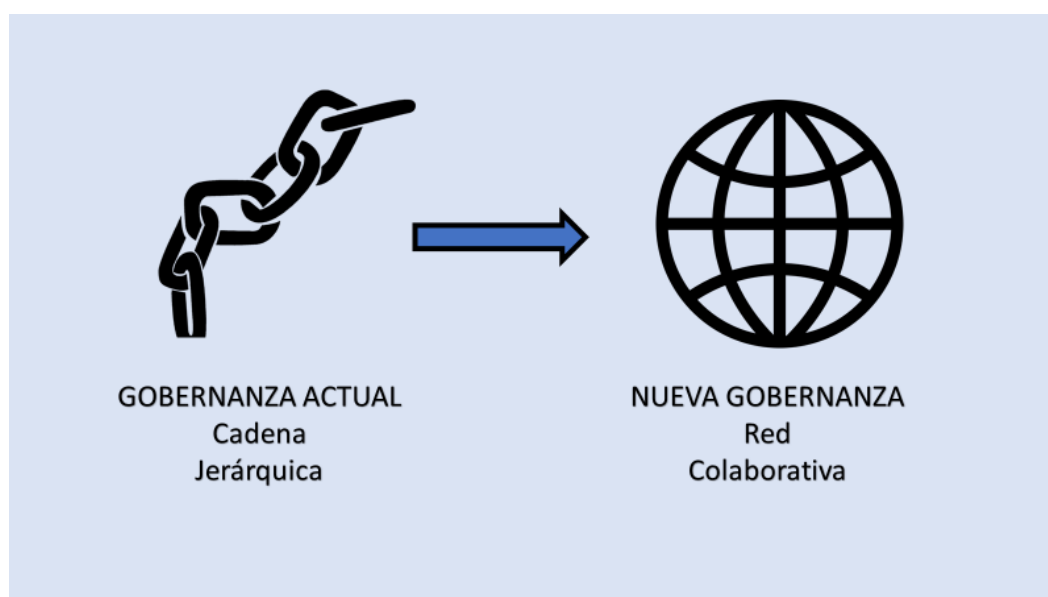 GOBERNANZA ACTUAL
Cadena
Jerárquica
NUEVA GOBERNANZA
Red
Colaborativa